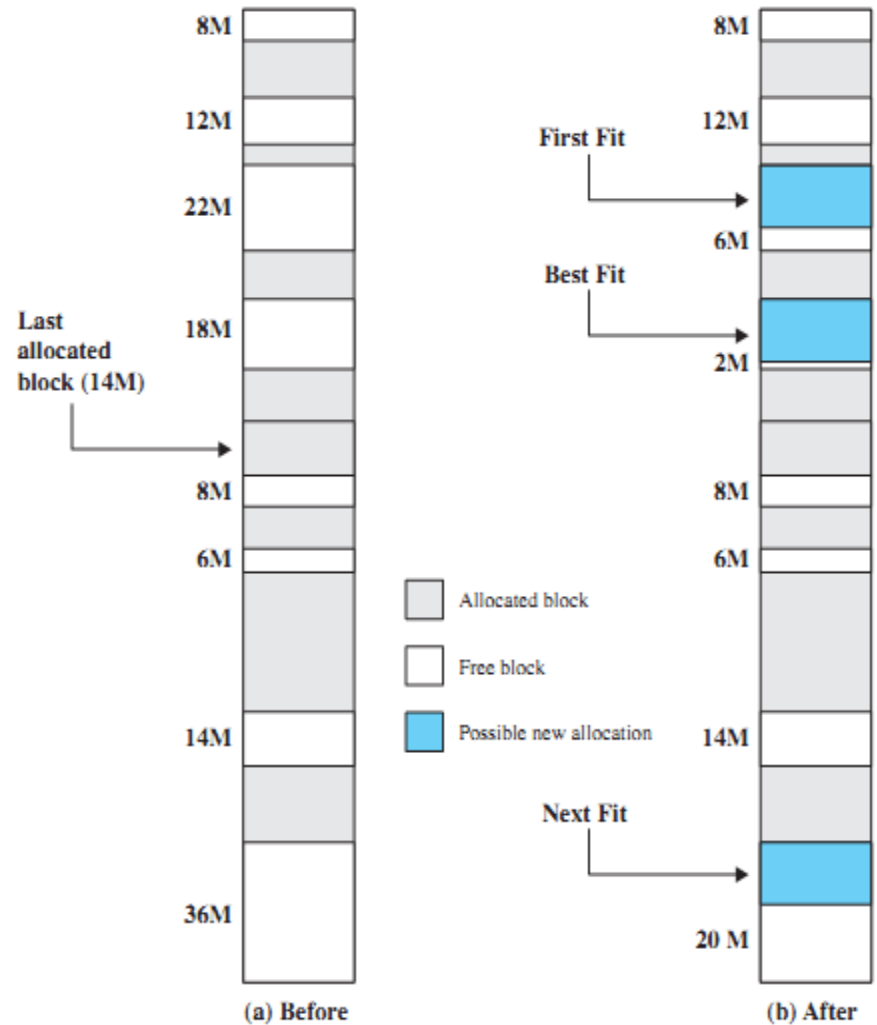 8M
12M
22M
18M
Last
allocated
block (14M)
8M
6M
14M
36M
(a) Before
Allocated block
Free block
Possible new allocation
8M
12M
First Fit
6M
Best Fit
2M
8M
6M
14M
Next Fit
20 M
(b) After